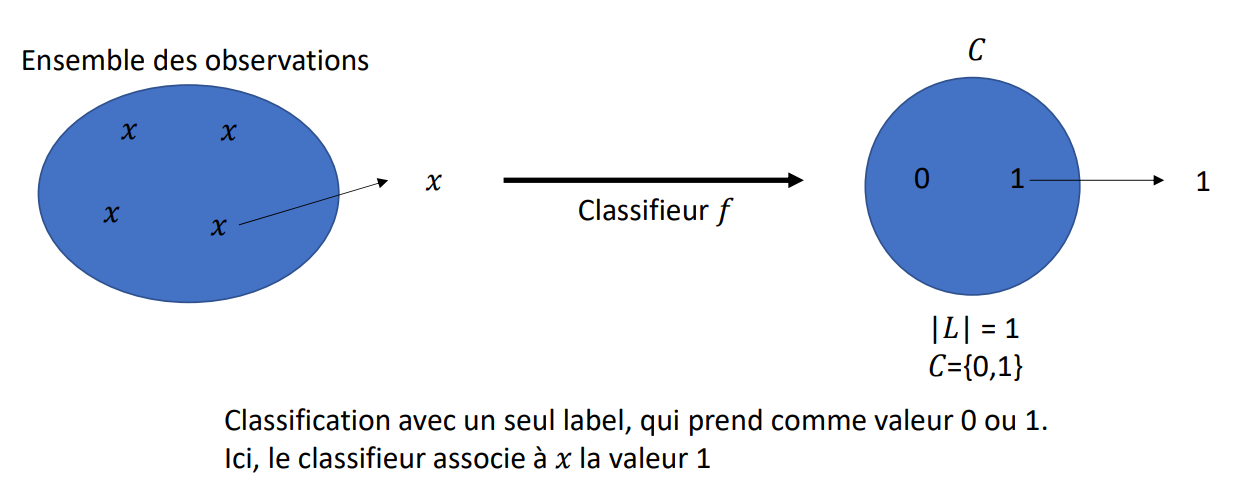 Ensemble des observations
C
x x
x x
x
Classifieur f
0 1
1
|L| = 1
C={0,1}
Classification avec un seul label, qui prend comme valeur 0 ou 1.
Ici, le classifieur associe à x la valeur 1